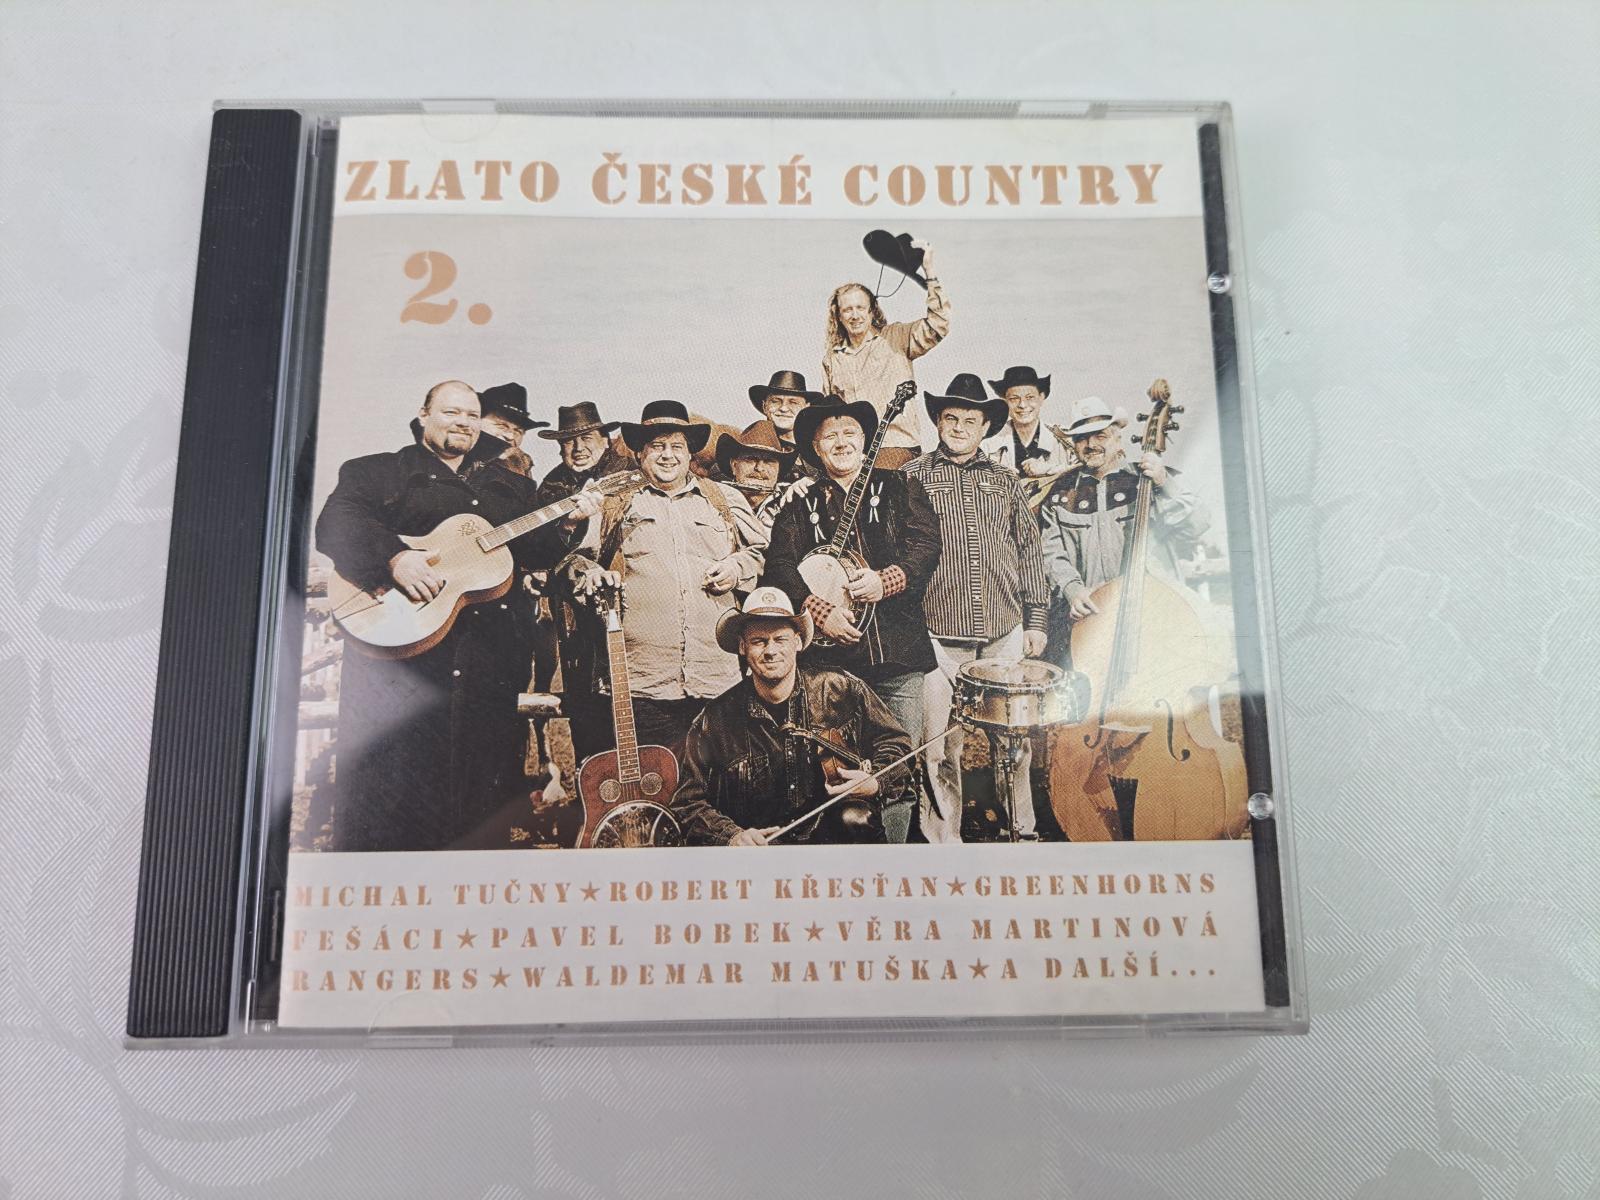 ZLATO ČESKÉ COUNTRY
2.
MICHAL TUČNY★ROBERT KŘESŤAN★GREENHORNS
FEŠÁCI★PAVEL BOBEK★VĚRA MARTINOVÁ
RANGERS★WALDEMAR MATUŠKA★A DALŠÍ...